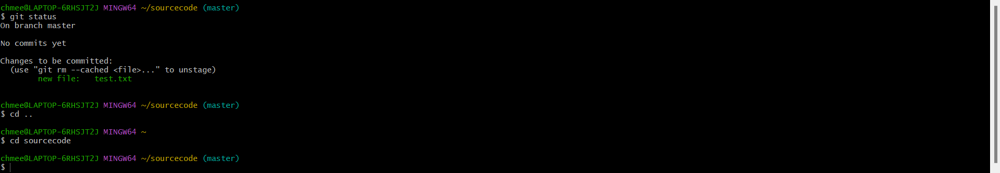 chmee@LAPTOP-6RHSJT2J MINGW64 ~/sourcecode (master)
$ git status
On branch master
No commits yet
Changes to be committed:
(use "git rm --cached <file>..." to unstage)
new file:   test.txt
chmee@LAPTOP-6RHSJT2J MINGW64 ~/sourcecode (master)
$ cd ..
chmee@LAPTOP-6RHSJT2J MINGW64 ~
$ cd sourcecode
chmee@LAPTOP-6RHSJT2J MINGW64 ~/sourcecode (master)
$